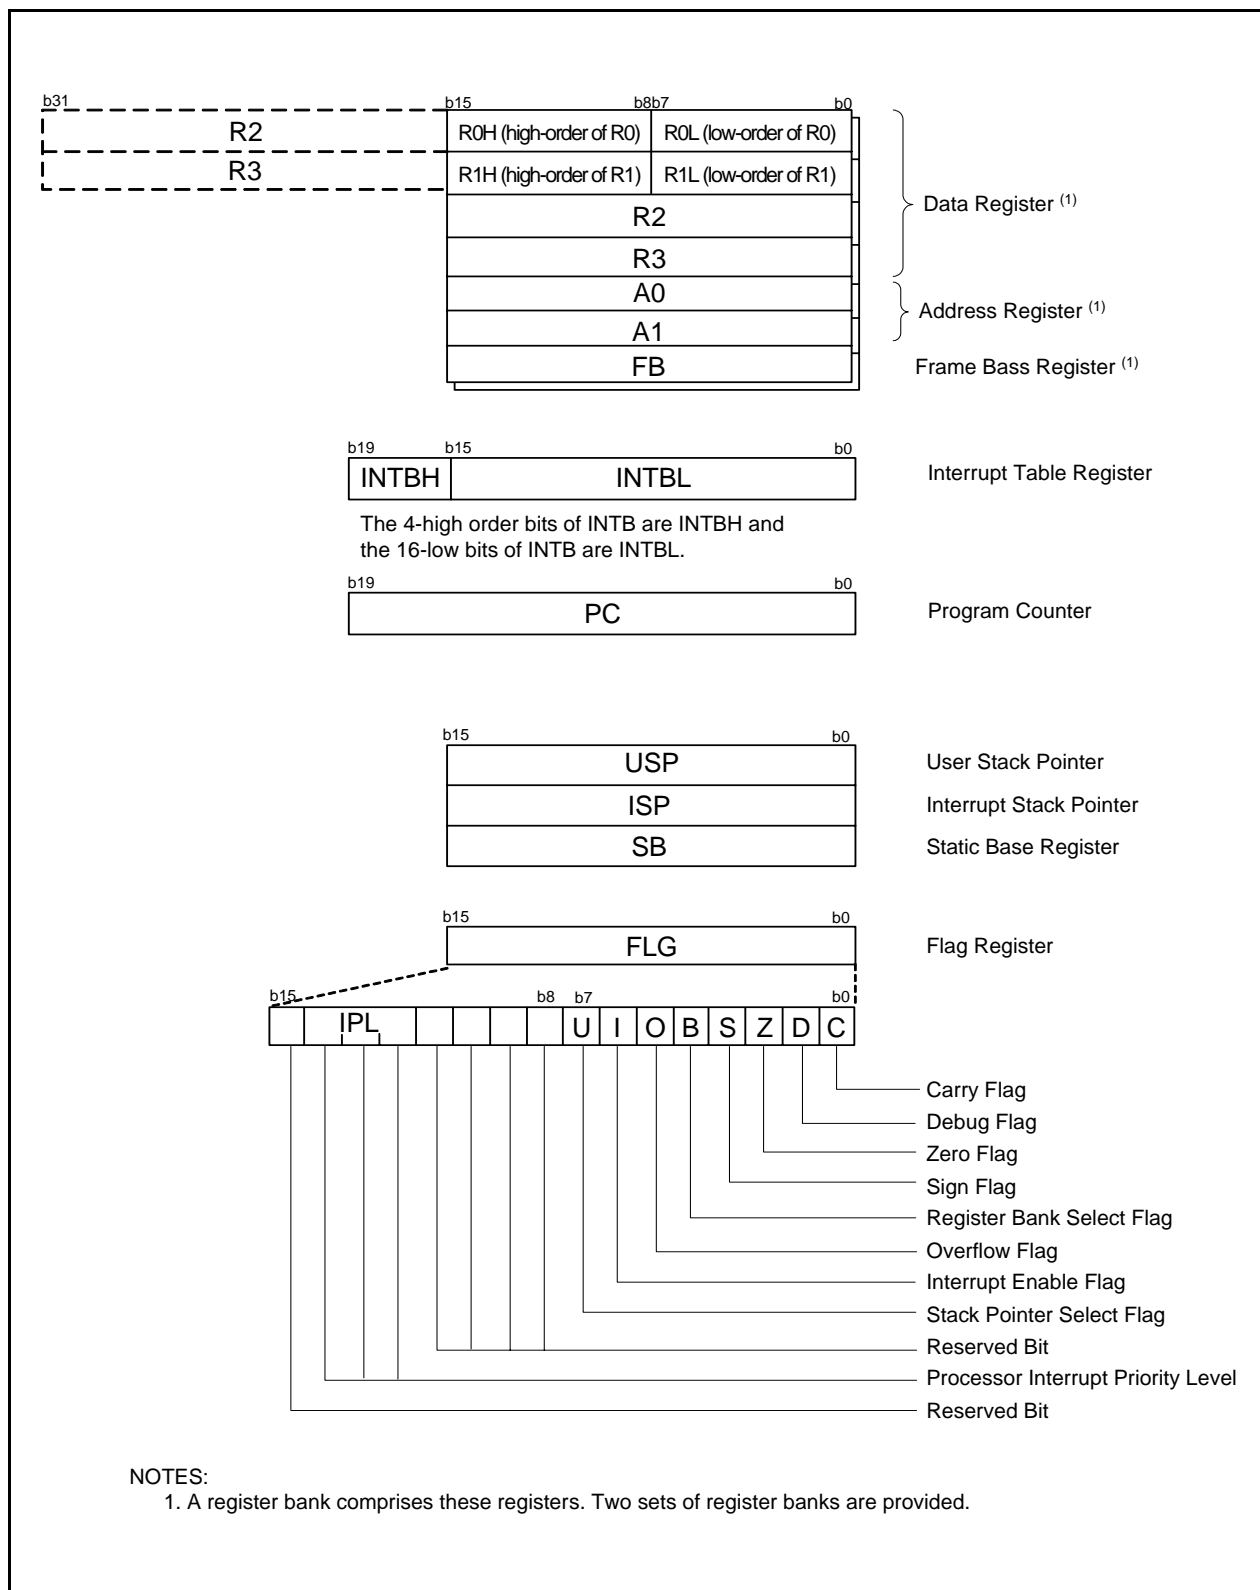 b31 b15 b8b7 b0
R2 R0H (high-order of R0) R0L (low-order of R0)
R3 R1H (high-order of R1) R1L (low-order of R1)
R2
Data Register (1)
R3
A0
Address Register (1)
A1
FB Frame Bass Register (1)
b19 b15 b0
INTBH INTBL Interrupt Table Register
The 4-high order bits of INTB are INTBH and
the 16-low bits of INTB are INTBL.
b19 b0
PC Program Counter
b15 b0
USP User Stack Pointer
ISP Interrupt Stack Pointer
SB Static Base Register
b15 b0
FLG Flag Register
b15 b8 b7 b0
IPL U I O B S Z D C
Carry Flag
Debug Flag
Zero Flag
Sign Flag
Register Bank Select Flag
Overflow Flag
Interrupt Enable Flag
Stack Pointer Select Flag
Reserved Bit
Processor Interrupt Priority Level
Reserved Bit
NOTES:
1. A register bank comprises these registers. Two sets of register banks are provided.